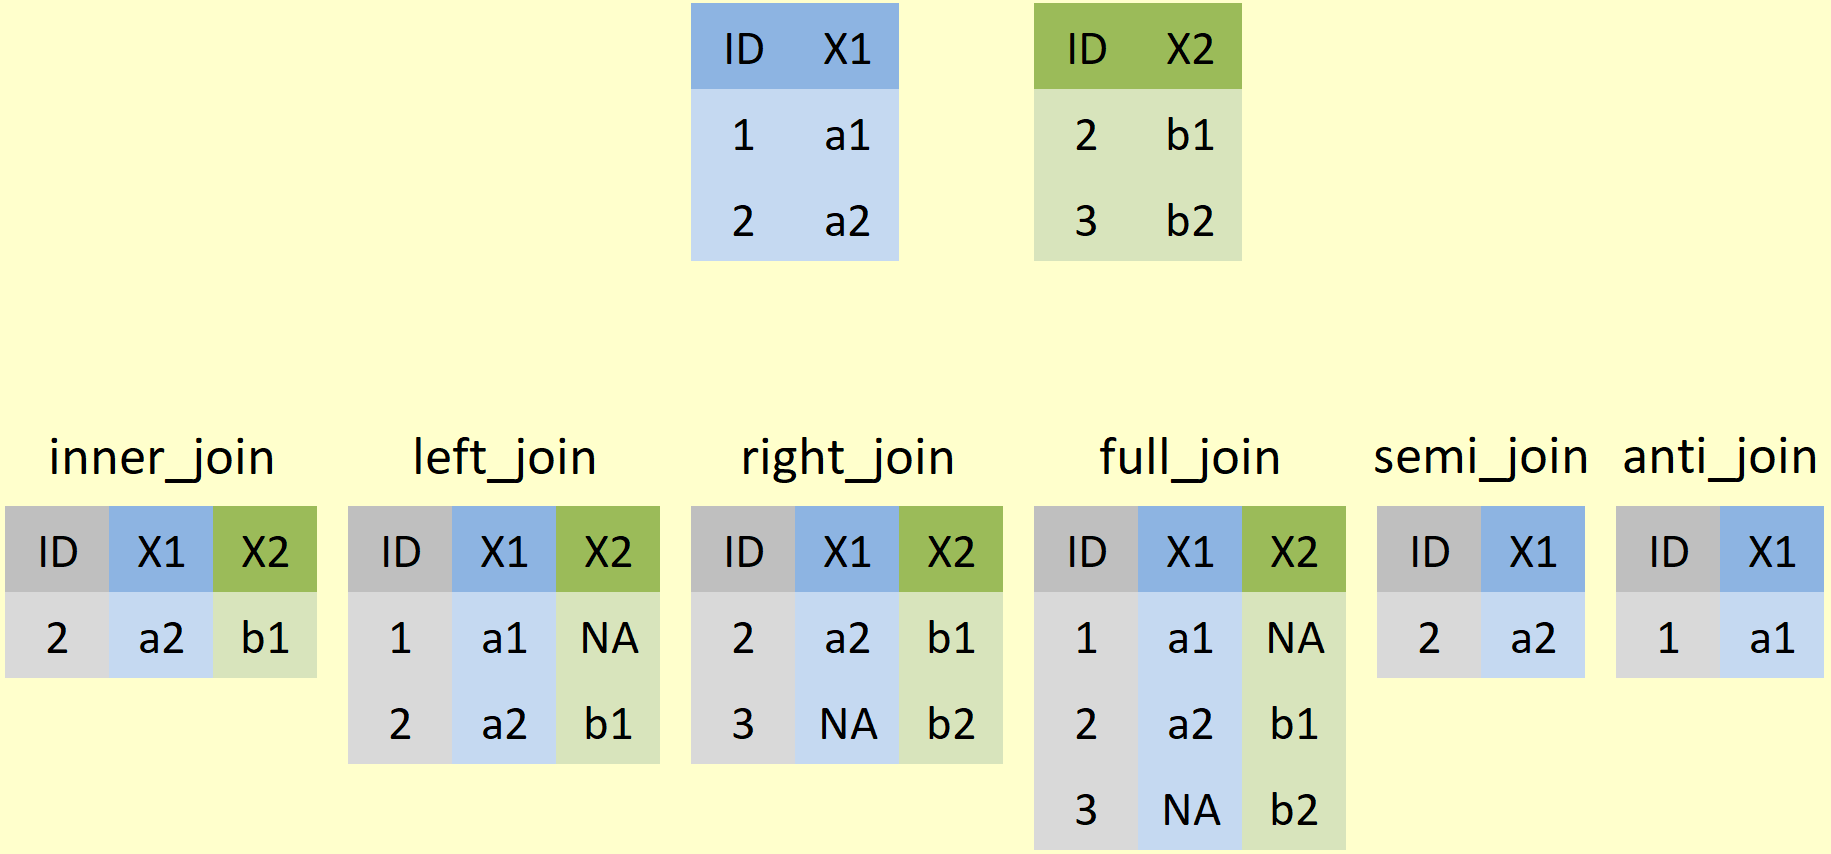 ID X1 ID X2
1 a1 2 b1
2 a2 3 b2
inner_join left_join right_join full_join semi_join anti_join
ID X1 X2 ID X1 X2 ID X1 X2 ID X1 X2 ID X1 ID X1
2 a2 b1 1 a1 NA 2 a2 b1 1 a1 NA 2 a2 1 a1
2 a2 b1 3 NA b2 2 a2 b1
3 NA b2